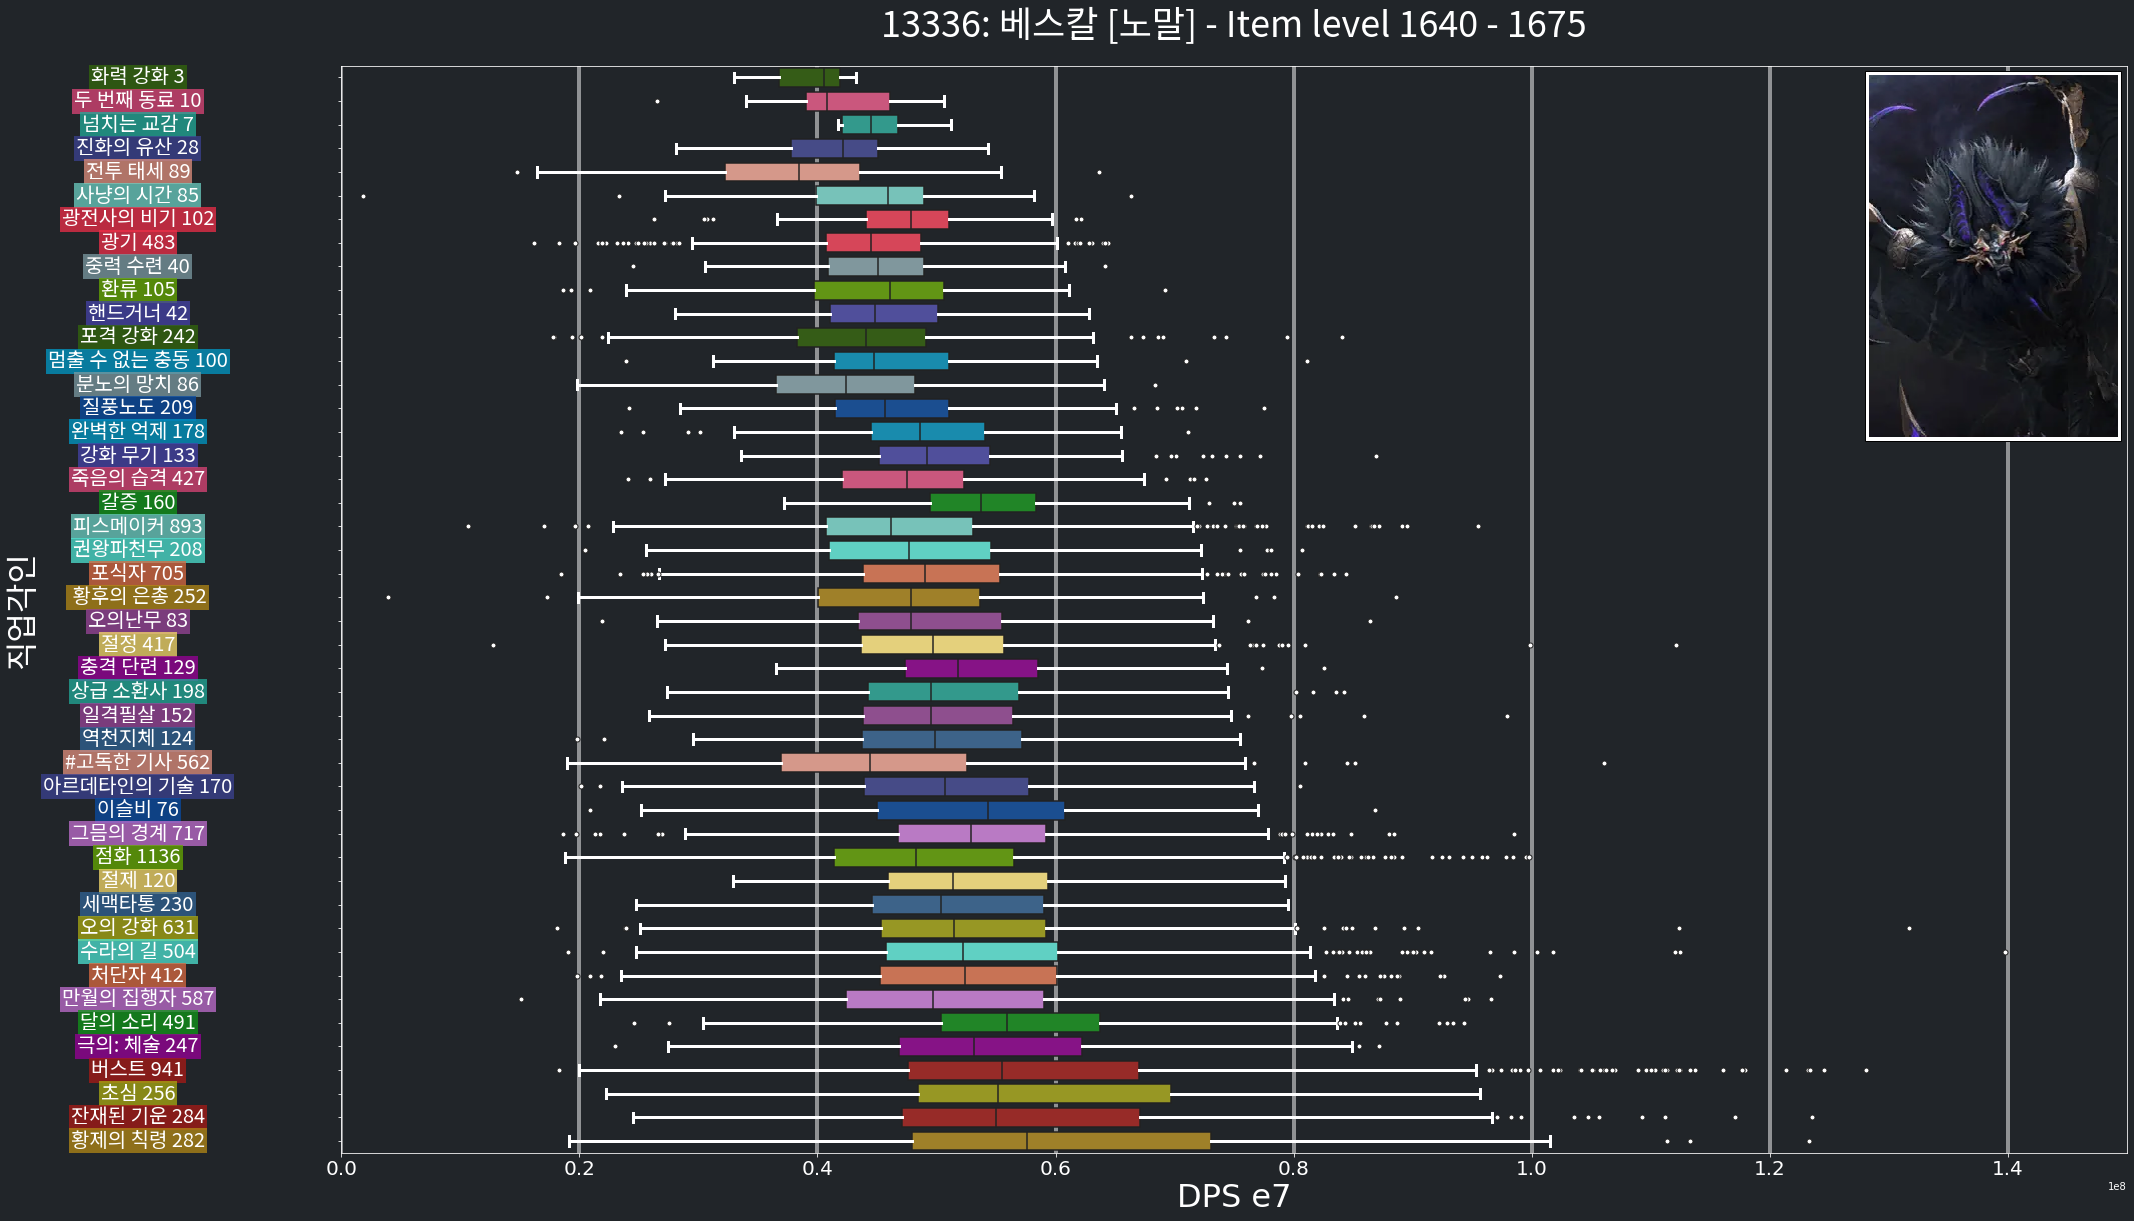 13336: 베스칼 [노말] - Item level 1640 - 1675
직업각인
화력 강화 3
두 번째 동료 10
넘치는 교감 7
진화의 유산 28
전투 태세 89
사냥의 시간 85
광전사의 비기 102
광기 483
중력 수련 40
환류 105
핸드거너 42
포격 강화 242
멈출 수 없는 충동 100
분노의 망치 86
질풍노도 209
완벽한 억제 178
강화 무기 133
죽음의 습격 427
갈증 160
피스메이커 893
권왕파천무 208
포식자 705
황후의 은총 252
오의난무 83
절정 417
충격 단련 129
상급 소환사 198
일격필살 152
역천지체 124
#고독한 기사 562
아르데타인의 기술 170
이슬비 76
그믐의 경계 717
점화 1136
절제 120
세맥타통 230
오의 강화 631
수라의 길 504
처단자 412
만월의 집행자 587
달의 소리 491
극의: 체술 247
버스트 941
초심 256
잔재된 기운 284
황제의 칙령 282
0.0 0.2 0.4 0.6 0.8 1.0 1.2 1.4
DPS e7
1e8